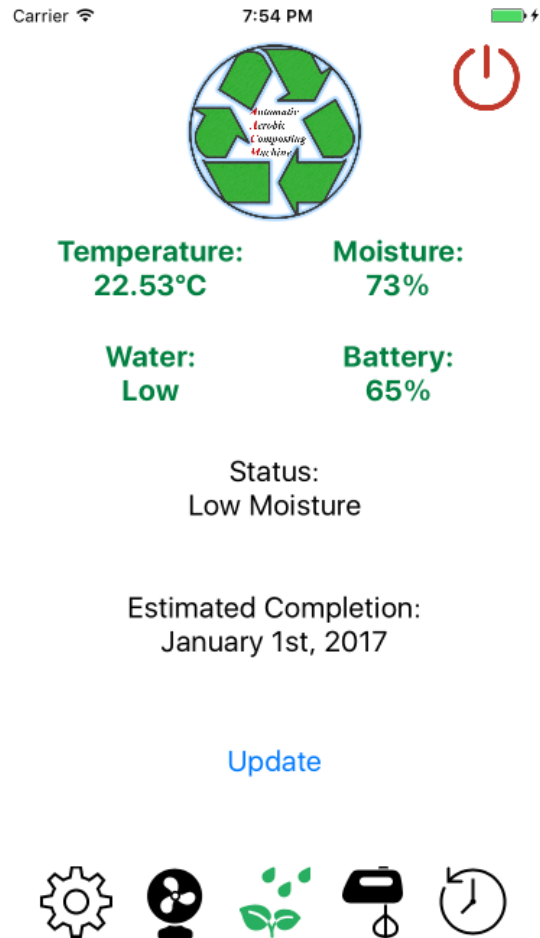 Carrier 7:54 PM
Automatic
Aerobic
Composting
Machine
Temperature: Moisture:
22.53°C 73%
Water: Battery:
Low 65%
Status:
Low Moisture
Estimated Completion:
January 1st, 2017
Update